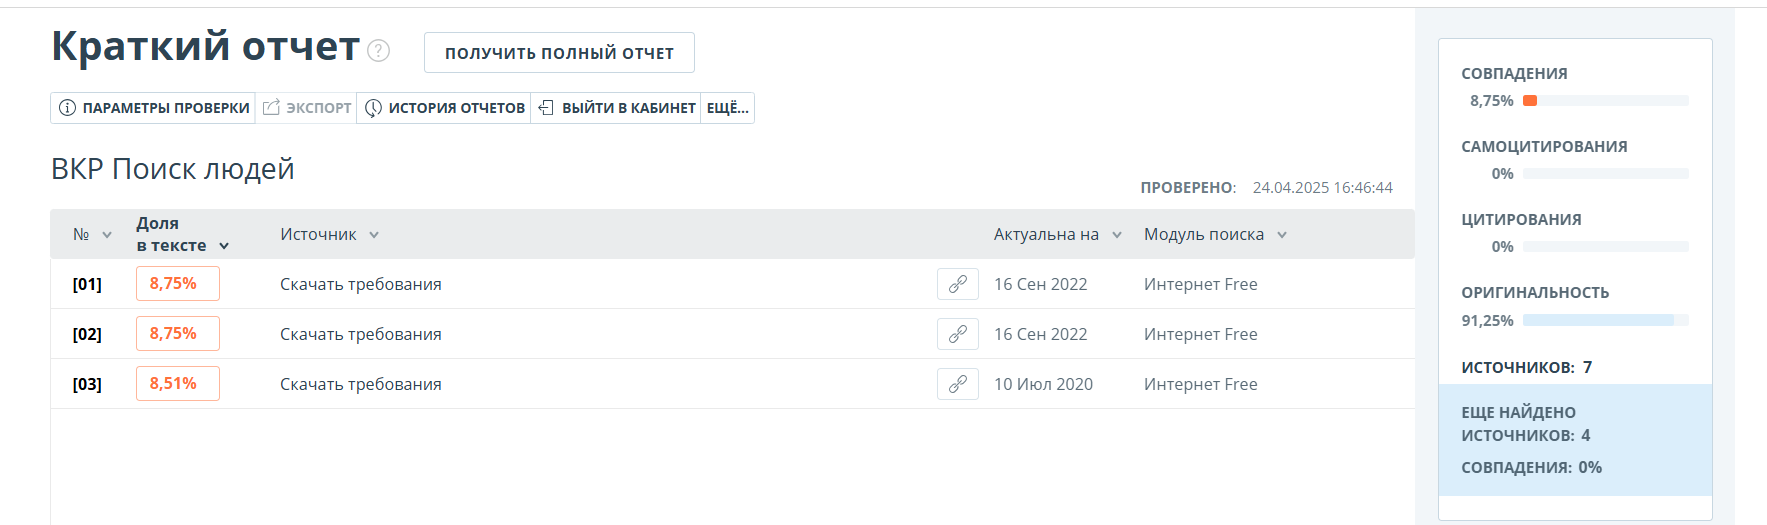 Краткий отчет ?
ПОЛУЧИТЬ ПОЛНЫЙ ОТЧЕТ
ПАРАМЕТРЫ ПРОВЕРКИ ЭКСПОРТ ИСТОРИЯ ОТЧЕТОВ ВЫЙТИ В КАБИНЕТ ЕЩЁ...
ВКР Поиск людей
ПРОВЕРЕНО: 24.04.2025 16:46:44
№ Доля в тексте Источник Актуальна на Модуль поиска
[01] 8,75% Скачать требования 16 Сен 2022 Интернет Free
[02] 8,75% Скачать требования 16 Сен 2022 Интернет Free
[03] 8,51% Скачать требования 10 Июл 2020 Интернет Free
СОВПАДЕНИЯ
8,75%
САМОЦИТИРОВАНИЯ
0%
ЦИТИРОВАНИЯ
0%
ОРИГИНАЛЬНОСТЬ
91,25%
ИСТОЧНИКОВ: 7
ЕЩЕ НАЙДЕНО
ИСТОЧНИКОВ: 4
СОВПАДЕНИЯ: 0%